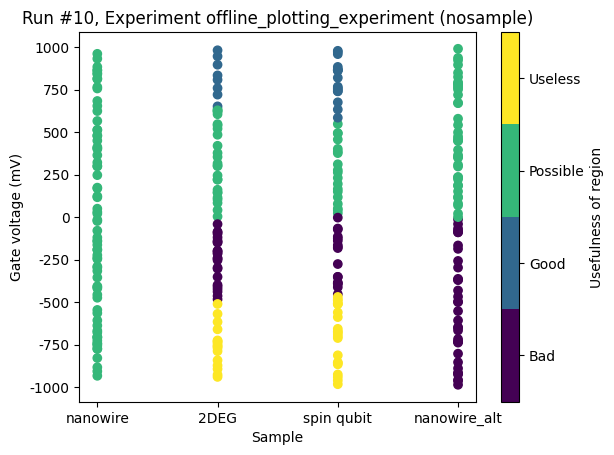 Run #10, Experiment offline_plotting_experiment (nosample)
1000
750
500
250
0
-250
-500
-750
-1000
Gate voltage (mV)
nanowire
2DEG
spin qubit
nanowire_alt
Sample
Useless
Possible
Good
Bad
Usefulness of region